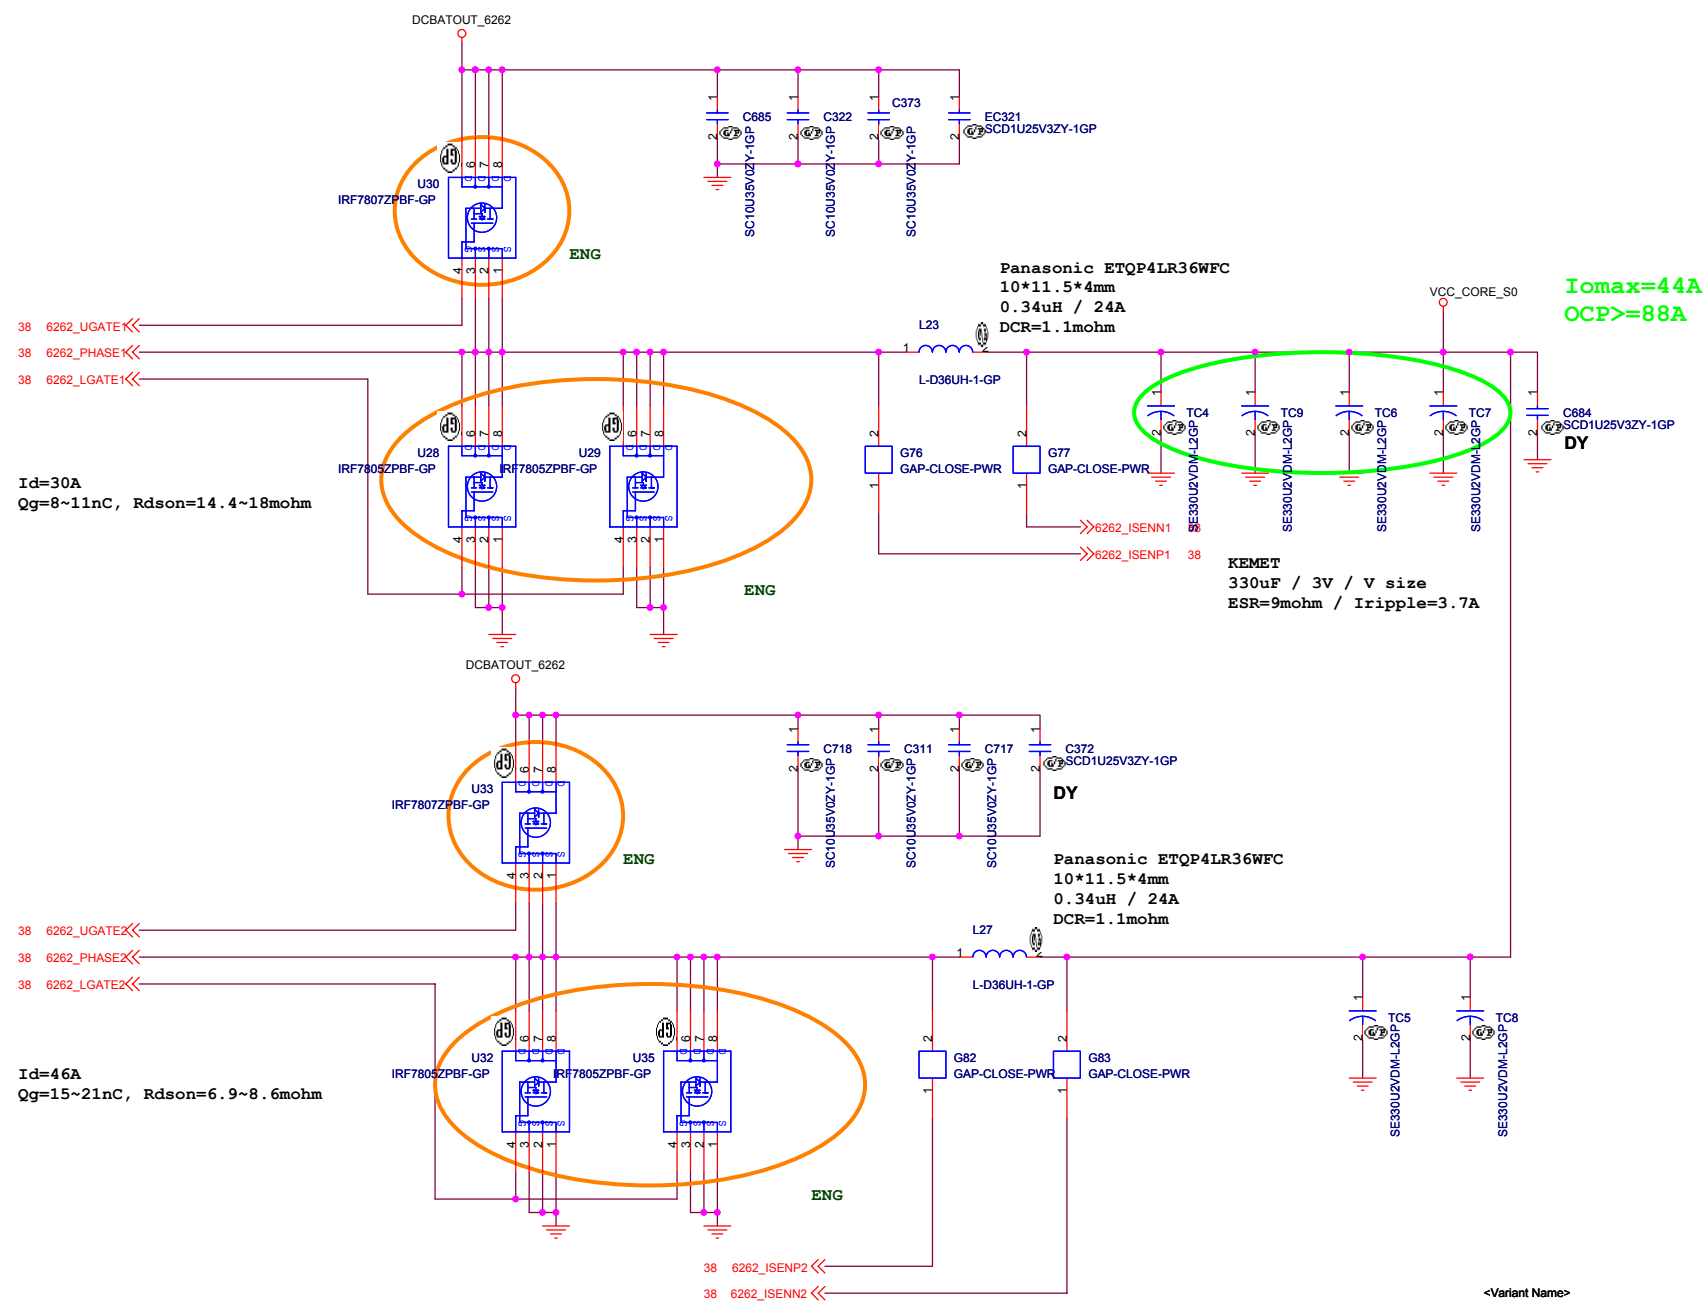 DCBATOUT_6262
C685
SC10U35V0ZY-1GP
C322
SC10U35V0ZY-1GP
C373
SC10U35V0ZY-1GP
EC321
SCD1U25V3ZY-1GP
U30
IRF7807ZPBF-GP
ENG
Panasonic ETQP4LR36WFC
10*11.5*4mm
0.34uH / 24A
DCR=1.1mohm
VCC_CORE_S0
Iomax=44A
OCP>=88A
38 6262_UGATE1
38 6262_PHASE1
38 6262_LGATE1
L23
1 2
L-D36UH-1-GP
U28
IRF7805ZPBF-GP
U29
IRF7805ZPBF-GP
ENG
Id=30A
Qg=8~11nC, Rdson=14.4~18mohm
G76
GAP-CLOSE-PWR
G77
GAP-CLOSE-PWR
6262_ISENN1 38
6262_ISENP1 38
TC4
SE330U2VDM-L2GP
TC9
SE330U2VDM-L2GP
TC6
SE330U2VDM-L2GP
TC7
SE330U2VDM-L2GP
C684
SCD1U25V3ZY-1GP
DY
KEMET
330uF / 3V / V size
ESR=9mohm / Iripple=3.7A
DCBATOUT_6262
C718
SC10U35V0ZY-1GP
C311
SC10U35V0ZY-1GP
C717
SC10U35V0ZY-1GP
C372
SCD1U25V3ZY-1GP
DY
U33
IRF7807ZPBF-GP
ENG
Panasonic ETQP4LR36WFC
10*11.5*4mm
0.34uH / 24A
DCR=1.1mohm
38 6262_UGATE2
38 6262_PHASE2
38 6262_LGATE2
L27
1 2
L-D36UH-1-GP
U32
IRF7805ZPBF-GP
U35
IRF7805ZPBF-GP
ENG
Id=46A
Qg=15~21nC, Rdson=6.9~8.6mohm
G82
GAP-CLOSE-PWR
G83
GAP-CLOSE-PWR
TC5
SE330U2VDM-L2GP
TC8
SE330U2VDM-L2GP
38 6262_ISENP2
38 6262_ISENN2
<Variant Name>